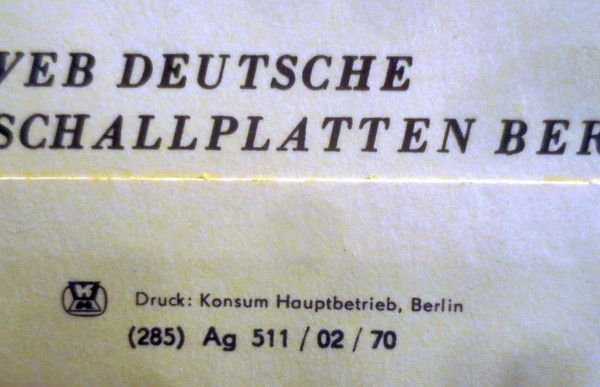 VEB DEUTSCHE
SCHALLPLATTEN BER
Druck: Konsum Hauptbetrieb, Berlin
(285) Ag 511 / 02 / 70